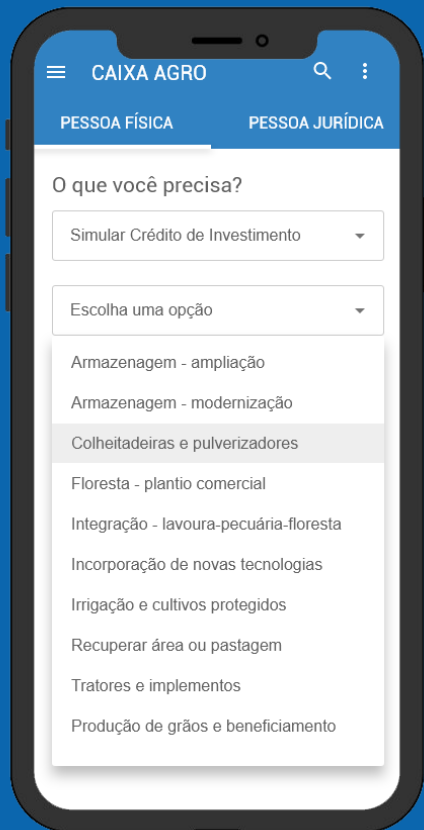 CAIXA AGRO
PESSOA FÍSICA
PESSOA JURÍDICA
O que você precisa?
Simular Crédito de Investimento
Escolha uma opção
Armazenagem - ampliação
Armazenagem - modernização
Colheitadeiras e pulverizadores
Floresta - plantio comercial
Integração - lavoura-pecuária-floresta
Incorporação de novas tecnologias
Irrigação e cultivos protegidos
Recuperar área ou pastagem
Tratores e implementos
Produção de grãos e beneficiamento